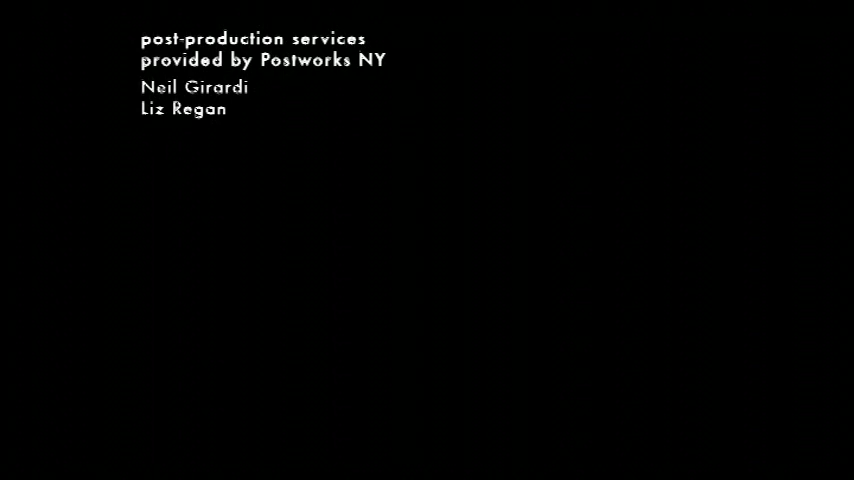 post-production services
provided by Postworks NY
Neil Girardi
Liz Regan